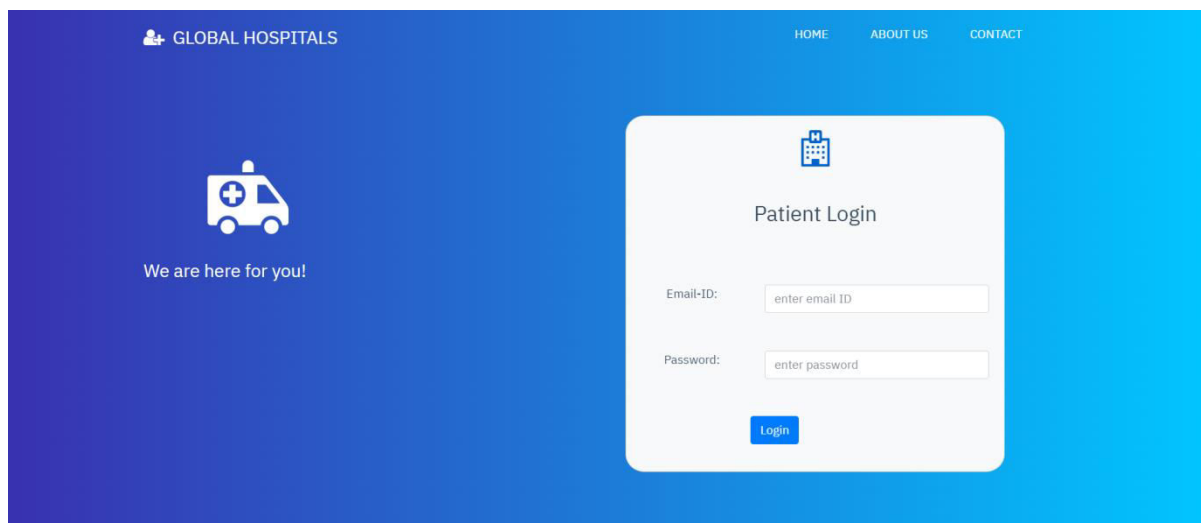 GLOBAL HOSPITALS
HOME ABOUT US CONTACT
We are here for you!
H
Patient Login
Email-ID: enter email ID
Password: enter password
Login